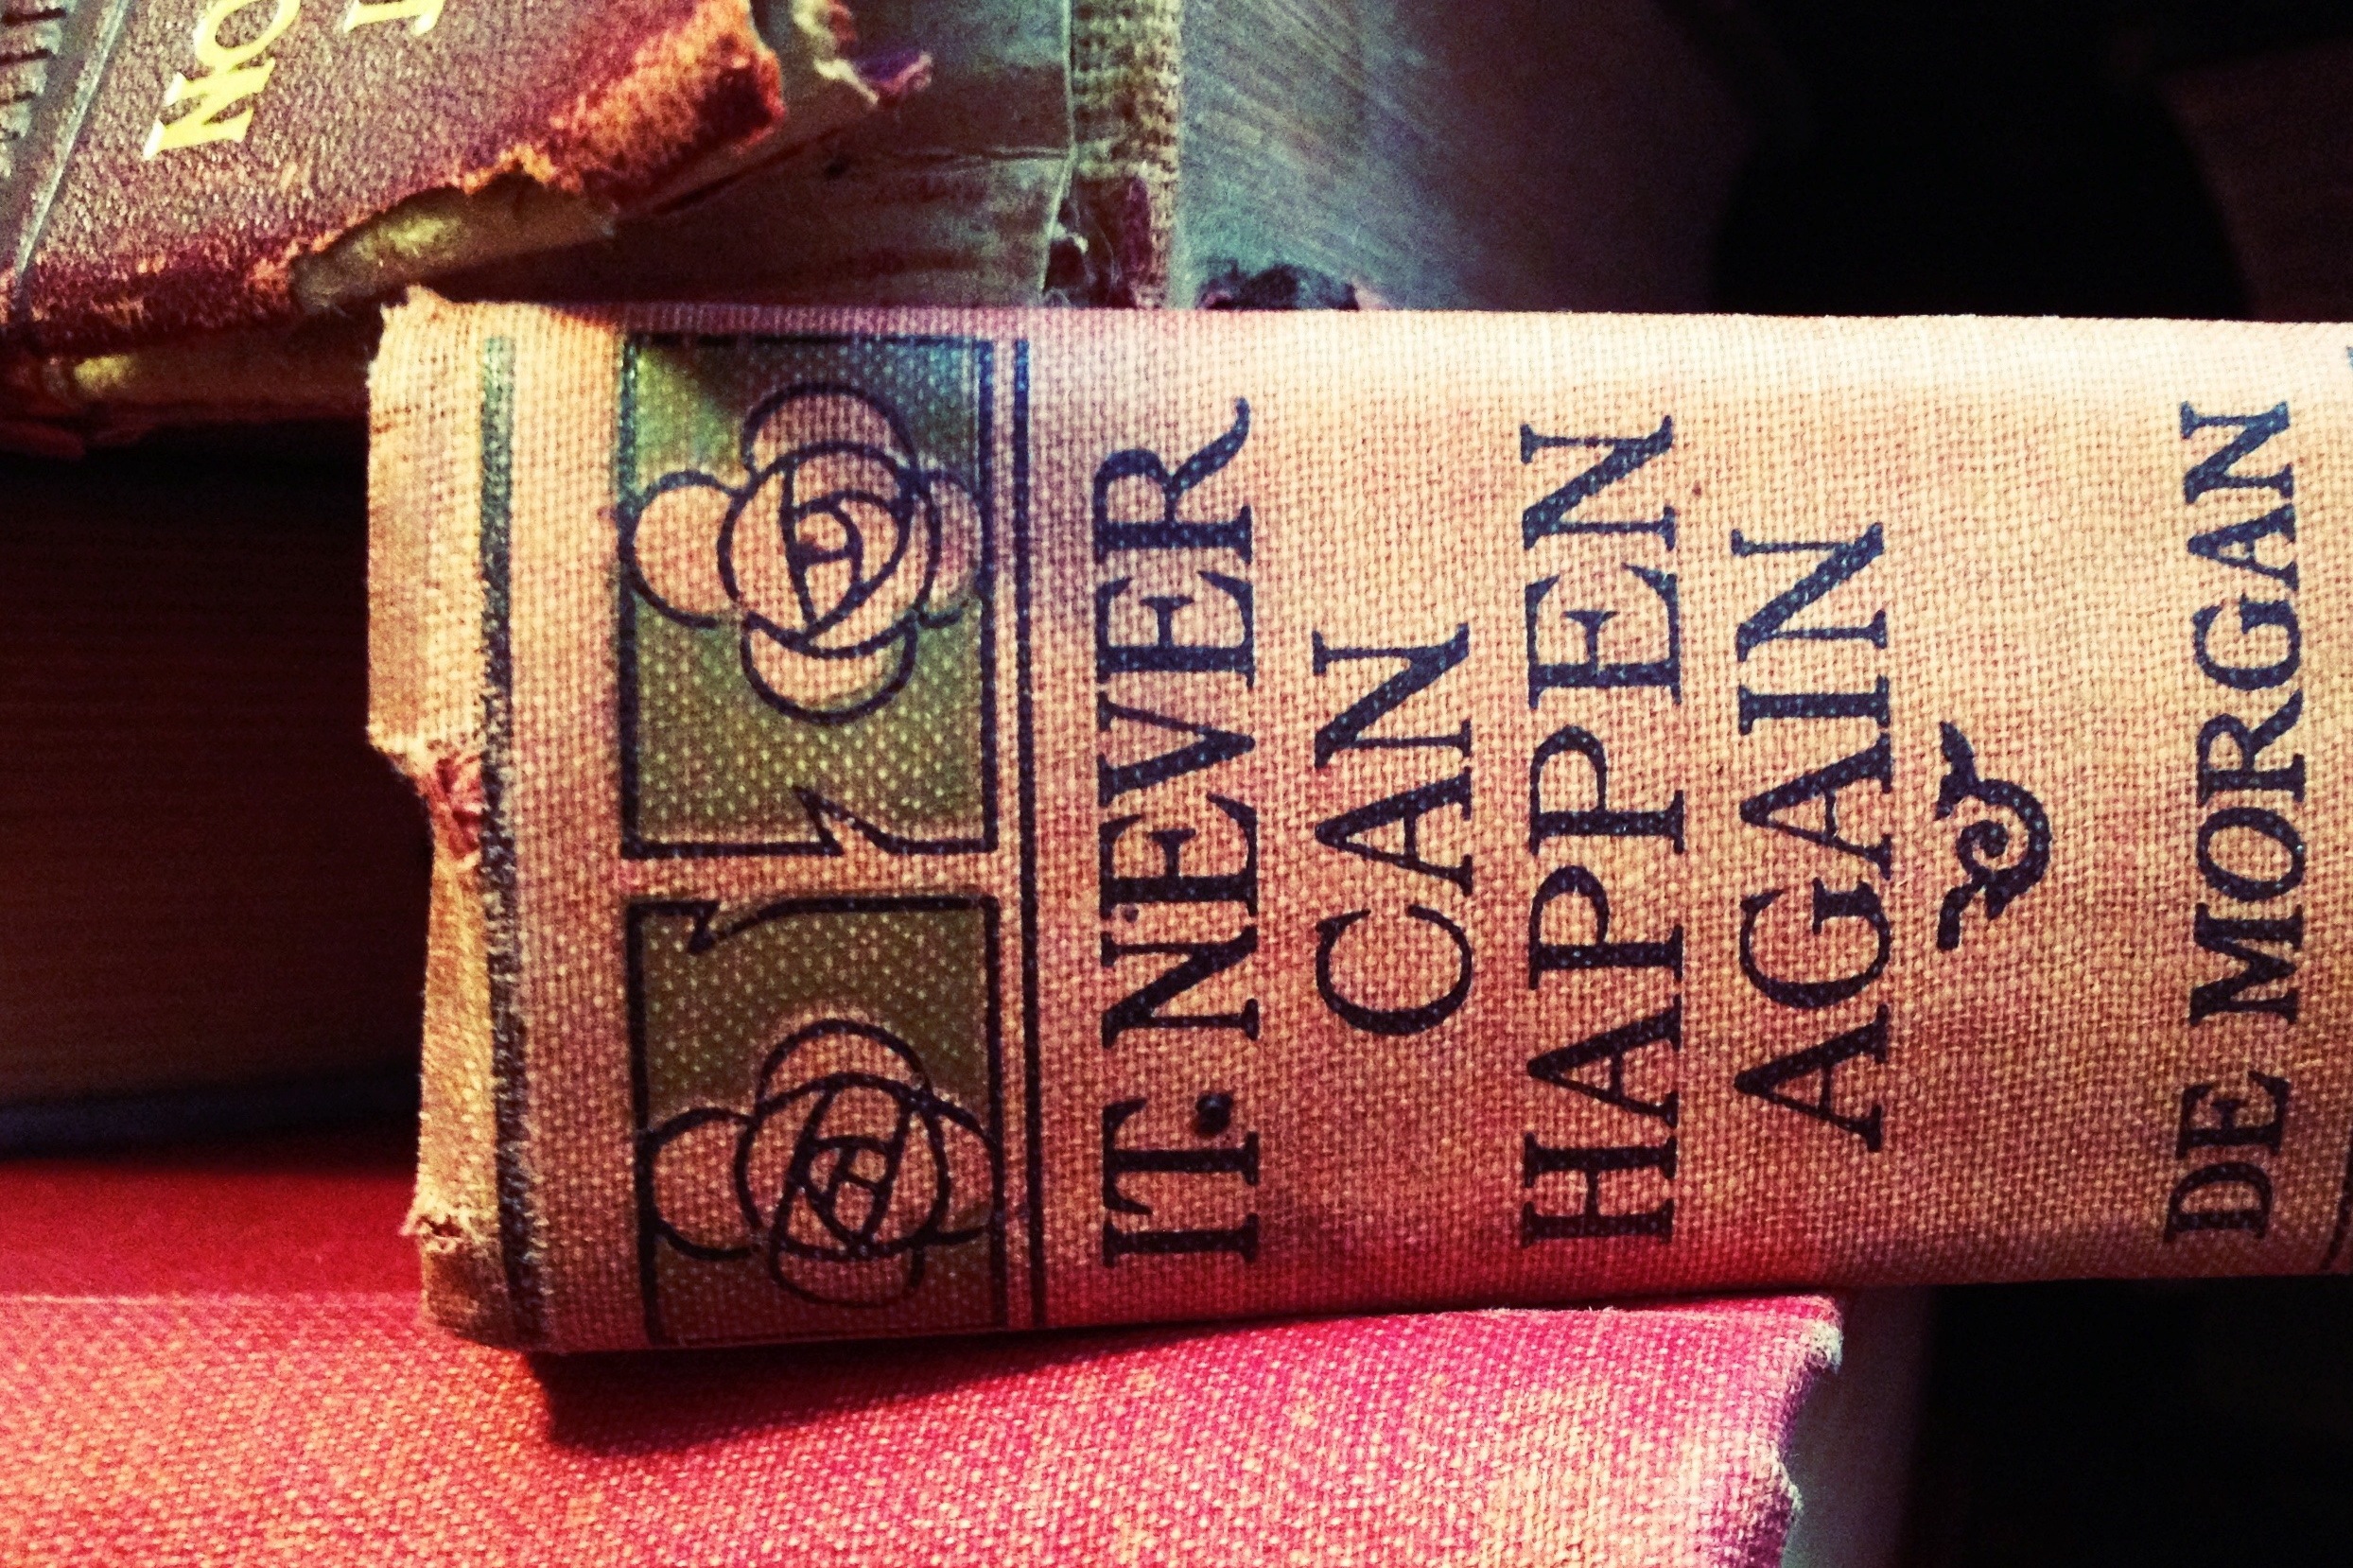 IT · NEVER
CAN
HAPPEN
AGAIN
DE MORGAN